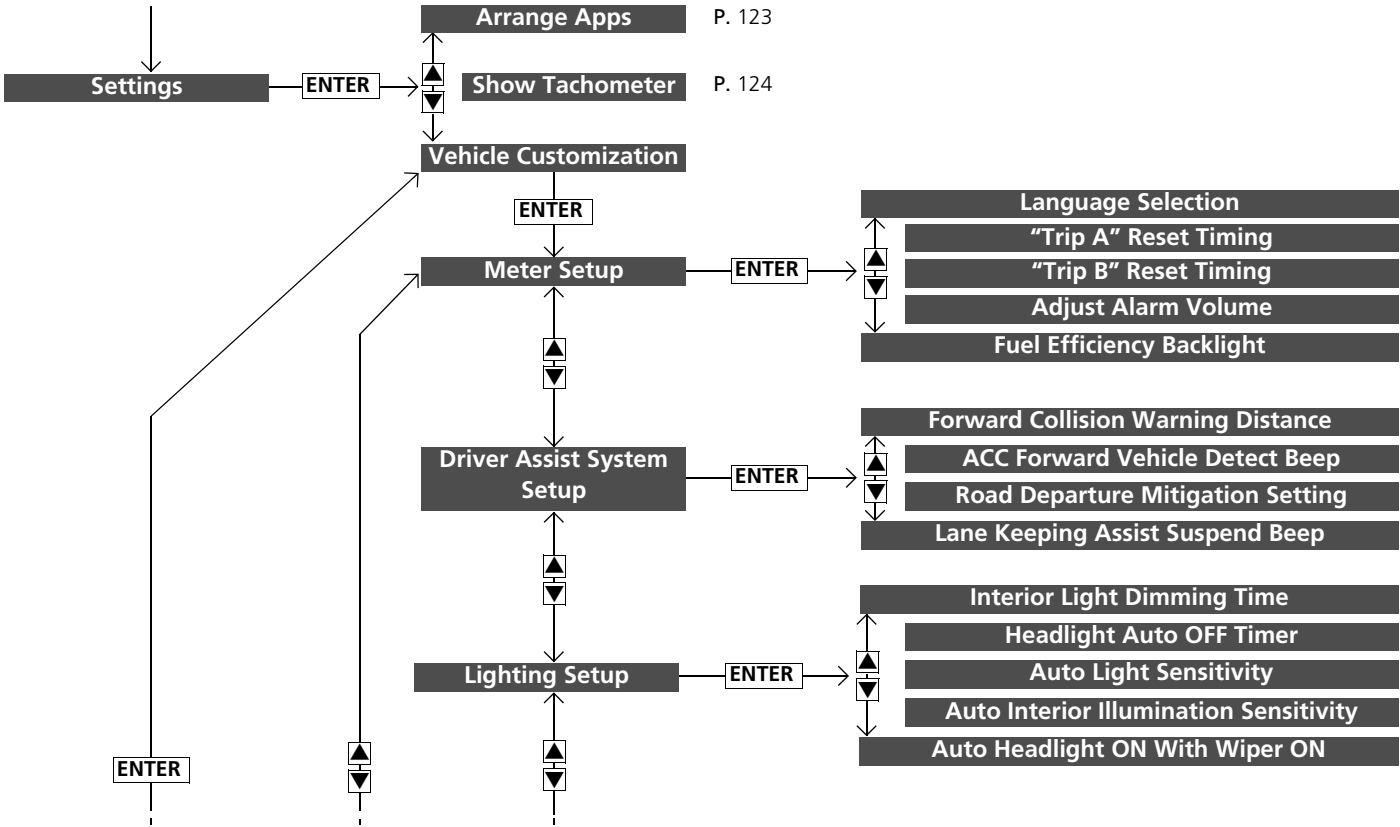 Arrange Apps P. 123
Settings ENTER ▲ Show Tachometer P. 124
▼
Vehicle Customization
ENTER
Language Selection
“Trip A” Reset Timing
Meter Setup ENTER ▲ “Trip B” Reset Timing
▼
Adjust Alarm Volume
▲ Fuel Efficiency Backlight
▼
Forward Collision Warning Distance
Driver Assist System
Setup
ENTER ▲ ACC Forward Vehicle Detect Beep
▼ Road Departure Mitigation Setting
Lane Keeping Assist Suspend Beep
▲
▼
Interior Light Dimming Time
Headlight Auto OFF Timer
Lighting Setup ENTER ▲ Auto Light Sensitivity
▼
Auto Interior Illumination Sensitivity
Auto Headlight ON With Wiper ON
ENTER ▲ ▲
▼ ▼